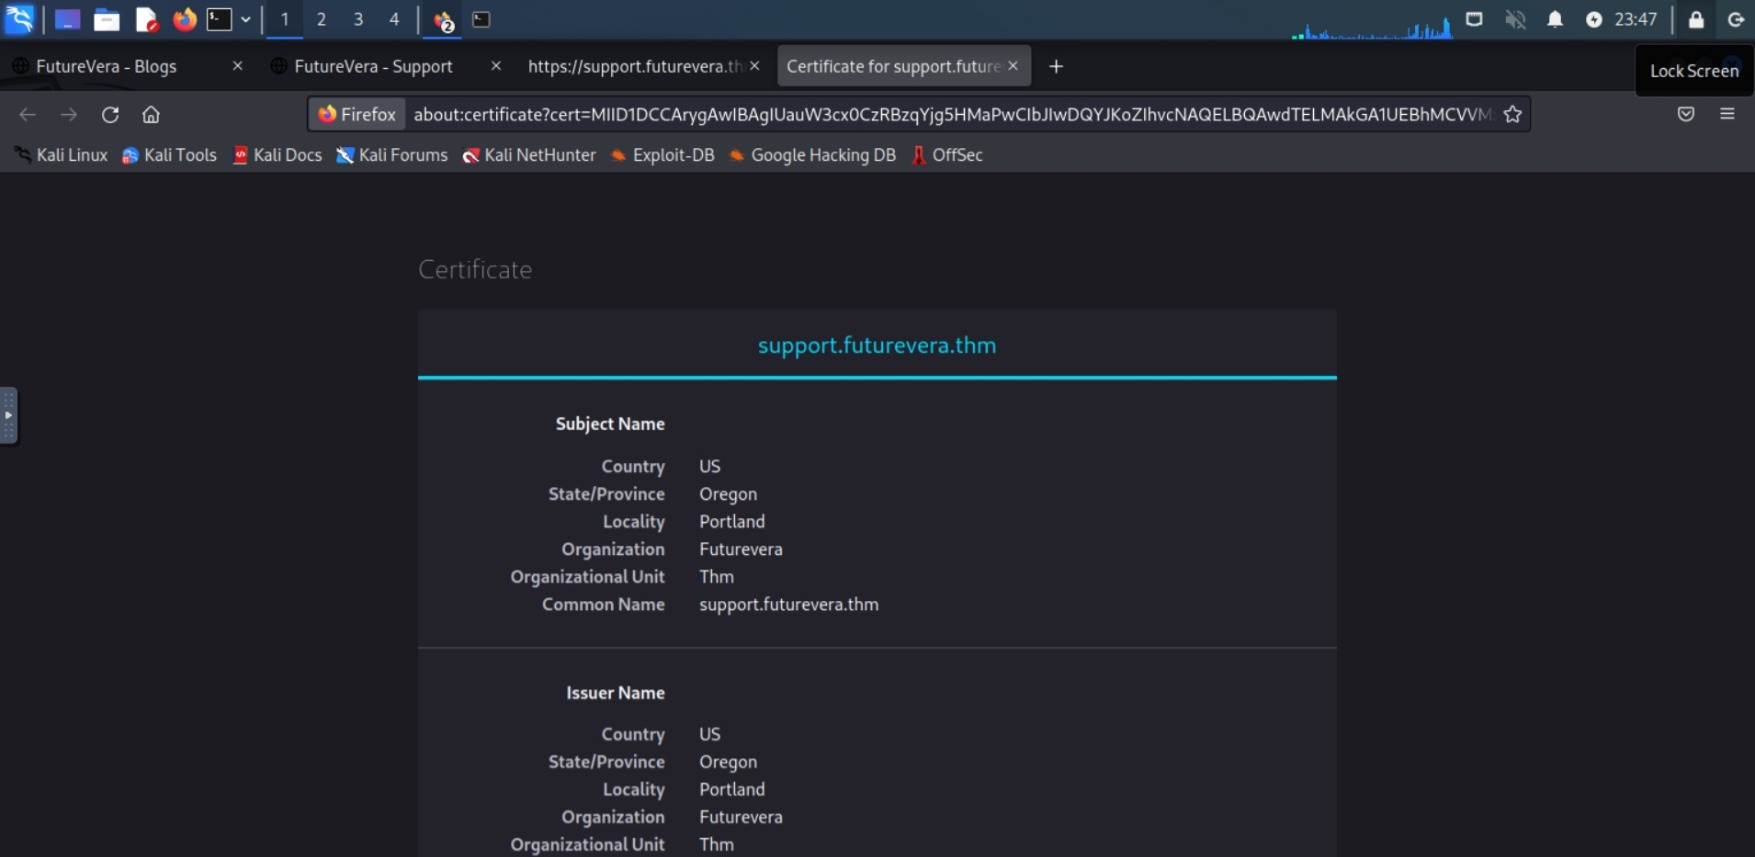 1 2 3 4 2 23:47
FutureVera - Blogs × FutureVera - Support × https://support.futurevera.th × Certificate for support.future × +
Lock Screen
Firefox about:certificate?cert=MIID1DCCArygAwIBAgIUauW3cx0CzRBzqYjg5HMaPwCIbJIwDQYJKoZIhvcNAQELBQAwdTELMAkGA1UEBhMCVVM
Kali Linux Kali Tools Kali Docs Kali Forums Kali NetHunter Exploit-DB Google Hacking DB OffSec
Certificate
support.futurevera.thm
Subject Name
Country US
State/Province Oregon
Locality Portland
Organization Futurevera
Organizational Unit Thm
Common Name support.futurevera.thm
Issuer Name
Country US
State/Province Oregon
Locality Portland
Organization Futurevera
Organizational Unit Thm